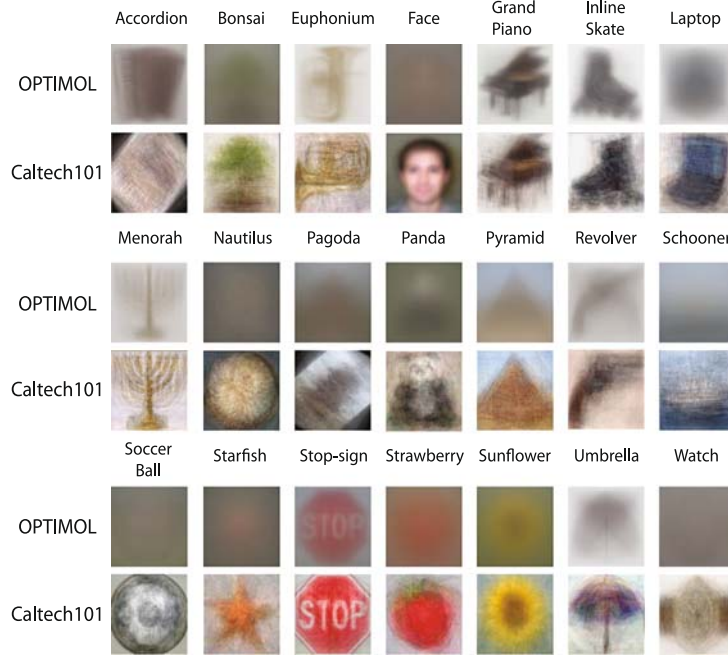 Accordion Bonsai Euphonium Face Grand Piano Inline Skate Laptop
OPTIMOL
Caltech101
Menorah Nautilus Pagoda Panda Pyramid Revolver Schooner
OPTIMOL
Caltech101
Soccer Ball Starfish Stop-sign Strawberry Sunflower Umbrella Watch
OPTIMOL
STOP
Caltech101
STOP